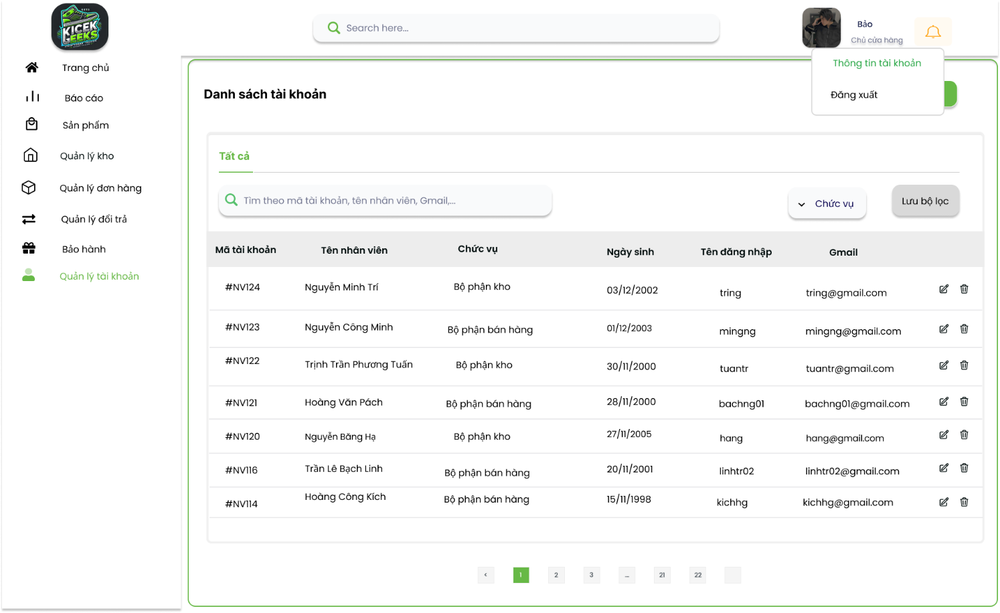 KICEK
GEEKS
Search here...
Bảo
Chủ cửa hàng
Thông tin tài khoản
Đăng xuất
Trang chủ
Báo cáo
Sản phẩm
Quản lý kho
Quản lý đơn hàng
Quản lý đổi trả
Bảo hành
Quản lý tài khoản
Danh sách tài khoản
Tất cả
Tìm theo mã tài khoản, tên nhân viên, Gmail,...
Chức vụ
Lưu bộ lọc
Mã tài khoản Tên nhân viên Chức vụ Ngày sinh Tên đăng nhập Gmail
#NV124 Nguyễn Minh Trí Bộ phận kho 03/12/2002 tring tring@gmail.com
#NV123 Nguyễn Công Minh Bộ phận bán hàng 01/12/2003 mingng mingng@gmail.com
#NV122 Trịnh Trần Phương Tuấn Bộ phận kho 30/11/2000 tuantr tuantr@gmail.com
#NV121 Hoàng Văn Pách Bộ phận bán hàng 28/11/2000 bachng01 bachng01@gmail.com
#NV120 Nguyễn Băng Hạ Bộ phận kho 27/11/2005 hang hang@gmail.com
#NV116 Trần Lê Bạch Linh Bộ phận bán hàng 20/11/2001 linhtr02 linhtr02@gmail.com
#NV114 Hoàng Công Kích Bộ phận bán hàng 15/11/1998 kichhg kichhg@gmail.com
< 1 2 3 ... 21 22